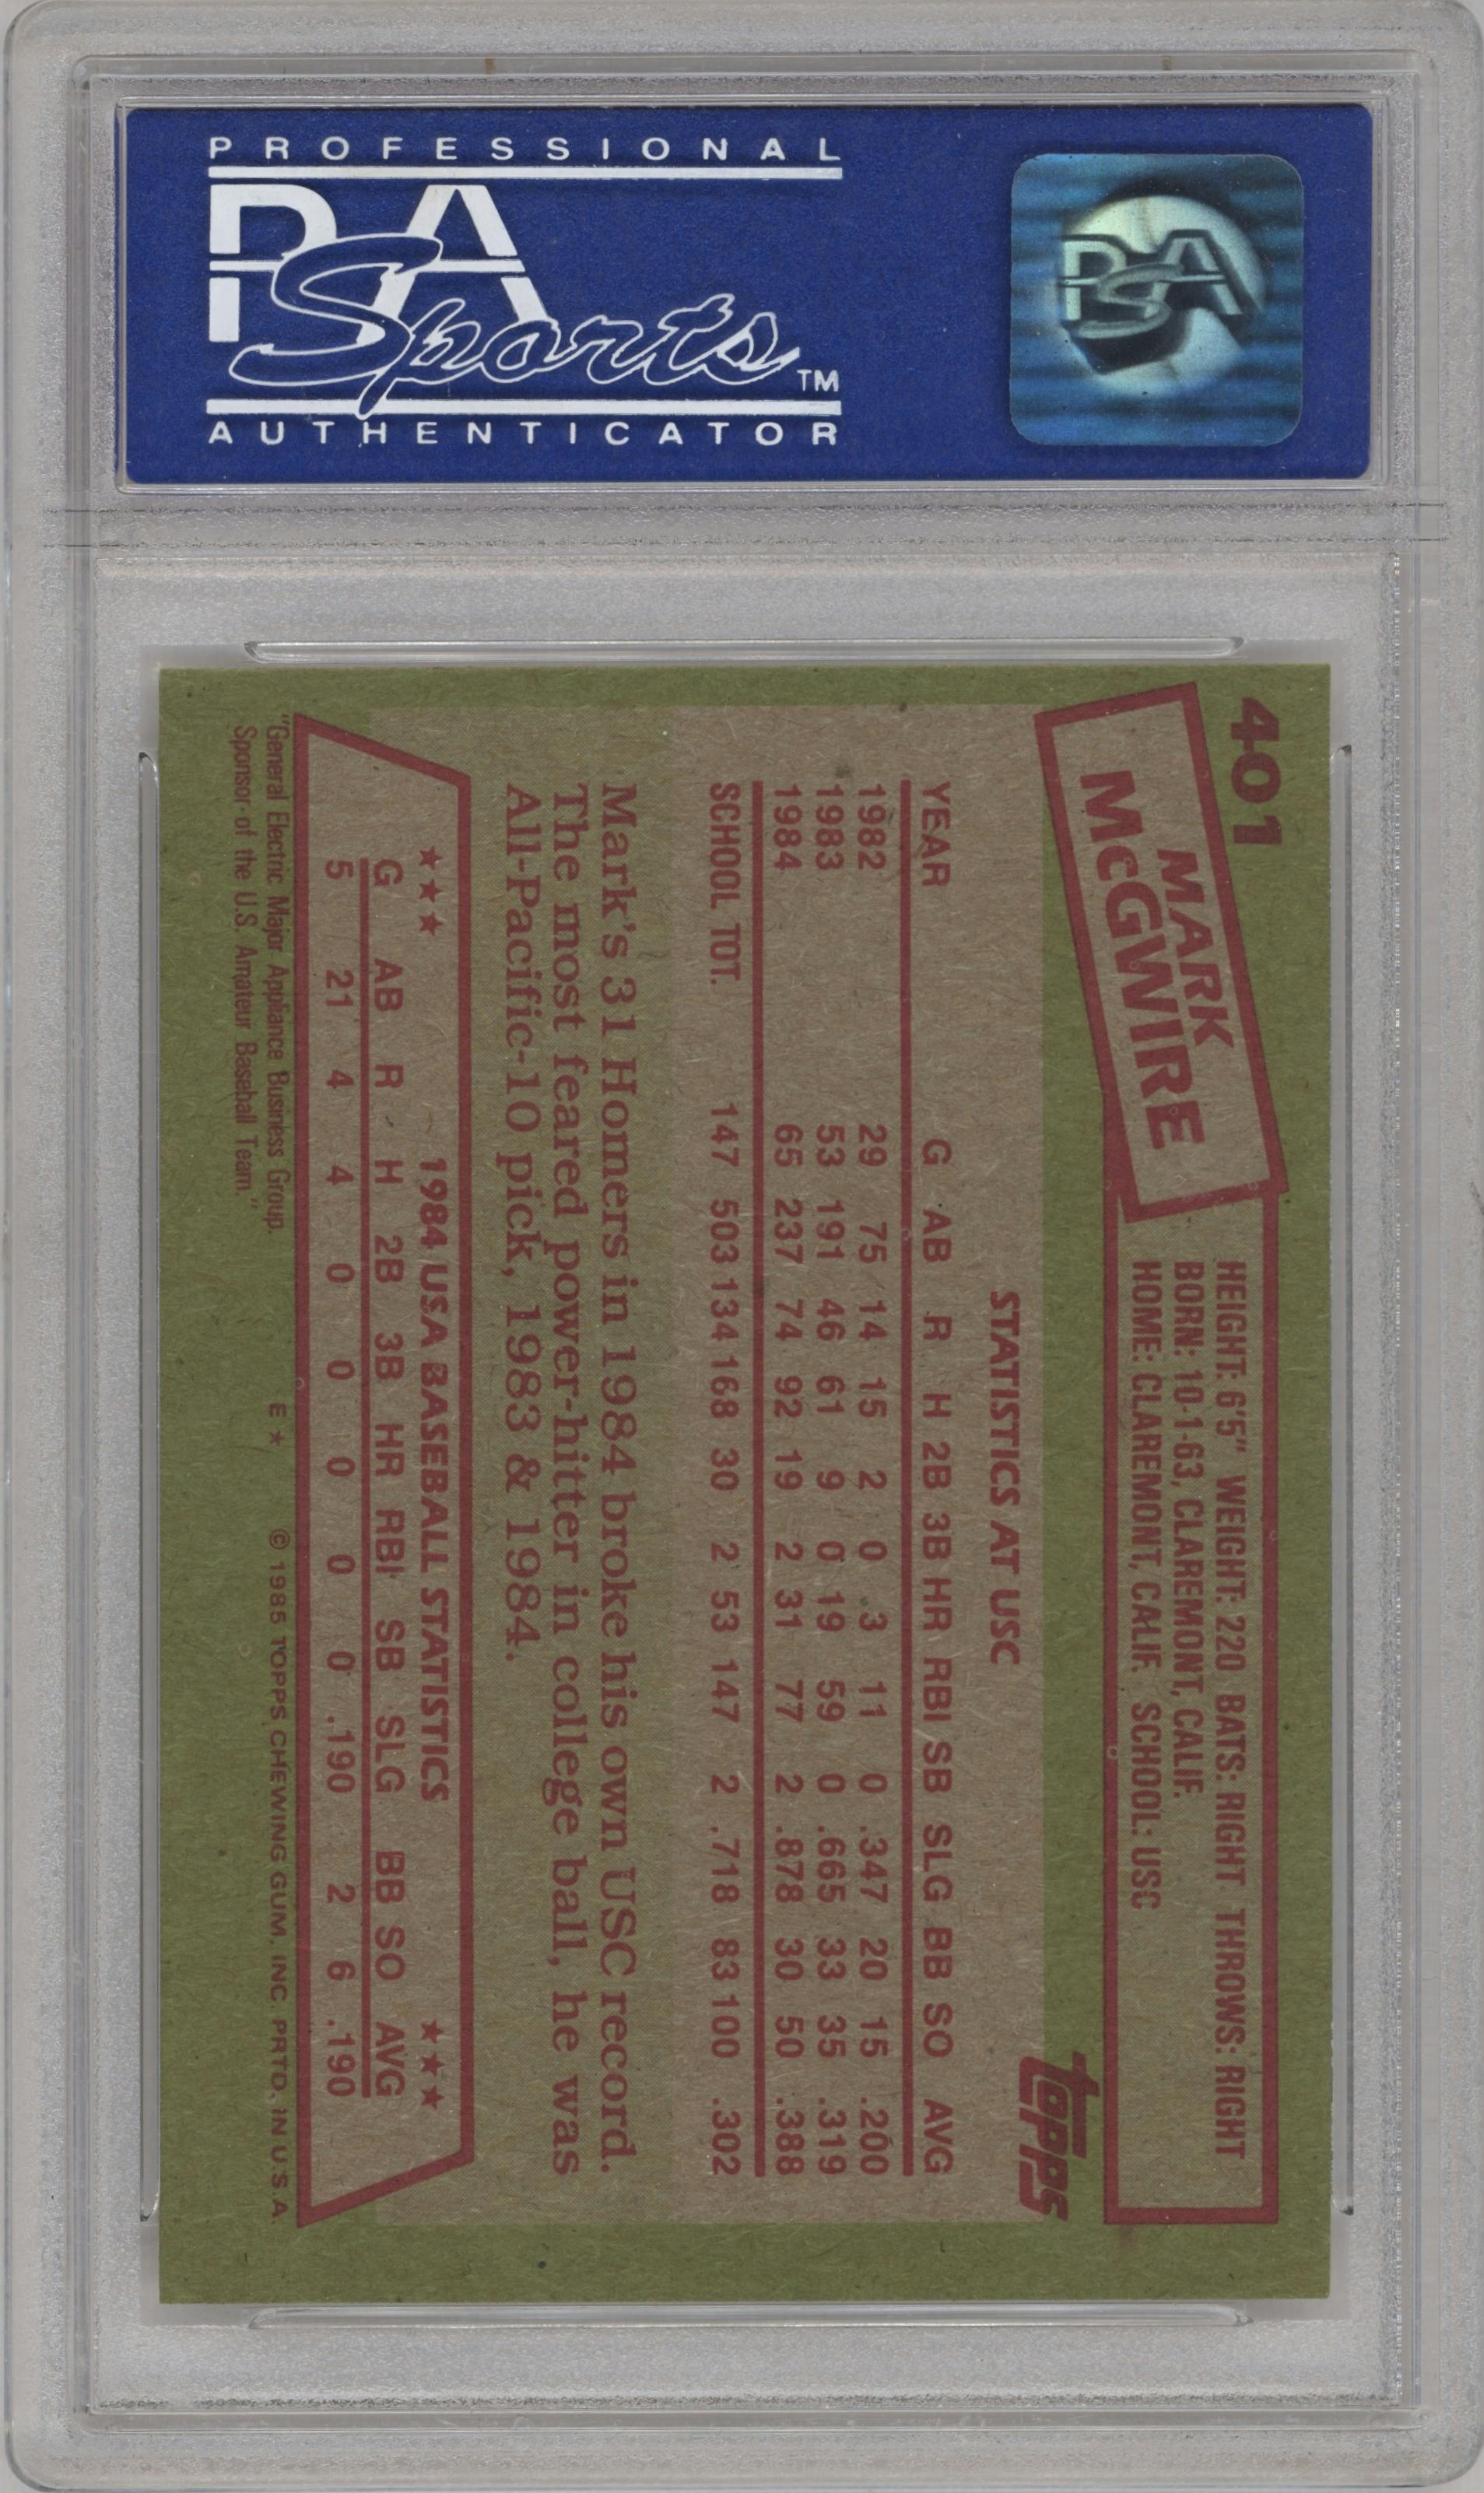 PROFESSIONAL
PSA
Sports™
AUTHENTICATOR
PSA
401
MARK
McGWIRE
HEIGHT: 6'5" WEIGHT: 220 BATS: RIGHT THROWS: RIGHT
BORN: 10-1-63, CLAREMONT, CALIF.
HOME: CLAREMONT, CALIF. SCHOOL: USC
topps
STATISTICS AT USC
YEAR G AB R H 2B 3B HR RBI SB SLG BB SO AVG
1982 29 75 14 15 2 0 3 11 0 .347 20 15 .200
1983 53 191 46 61 9 0 19 59 0 .665 33 35 .319
1984 65 237 74 92 19 2 31 77 2 .878 30 50 .388
SCHOOL TOT. 147 503 134 168 30 2 53 147 2 .718 83 100 .302
Mark's 31 Homers in 1984 broke his own USC record.
The most feared power-hitter in college ball, he was
All-Pacific-10 pick, 1983 & 1984.
★★★ 1984 USA BASEBALL STATISTICS ★★★
G AB R H 2B 3B HR RBI SB SLG BB SO AVG
5 21 4 4 0 0 0 0 0 .190 2 6 .190
"General Electric Major Appliance Business Group. E★ © 1985 TOPPS CHEWING GUM, INC. PRTD. IN U.S.A.
Sponsor of the U.S. Amateur Baseball Team."